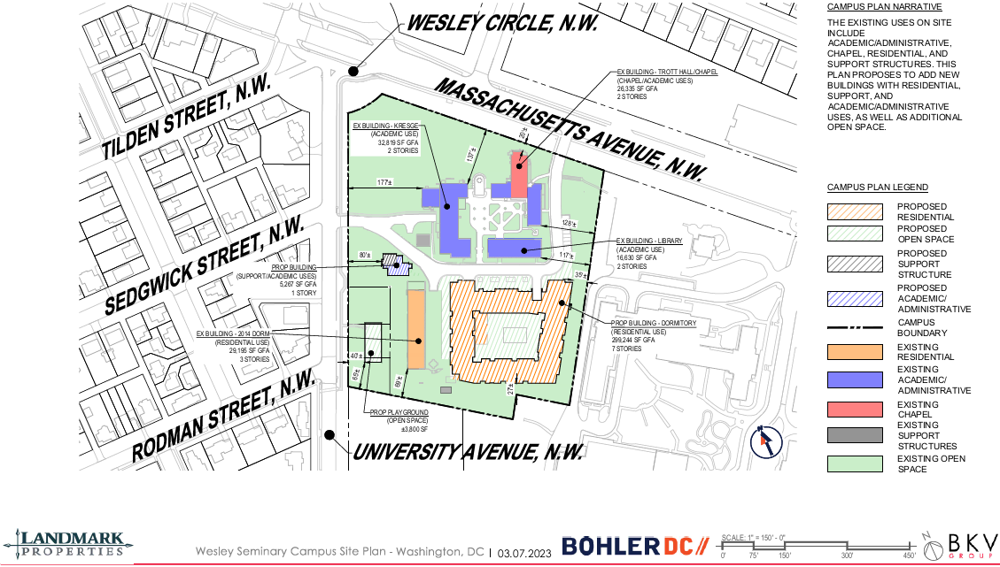 WESLEY CIRCLE, N.W.
MASSACHUSETTS AVENUE, N.W.
TILDEN STREET, N.W.
SEDGWICK STREET, N.W.
RODMAN STREET, N.W.
UNIVERSITY AVENUE, N.W.
EX BUILDING - TROTT HALL/CHAPEL
(CHAPEL/ACADEMIC USES)
26,335 SF GFA
2 STORIES
EX BUILDING - KRESGE
(ACADEMIC USE)
32,819 SF GFA
2 STORIES
20'±
137'±
177'±
128'±
117'±
35'±
80'±
EX BUILDING - LIBRARY
(ACADEMIC USE)
16,630 SF GFA
2 STORIES
PROP BUILDING
(SUPPORT/ACADEMIC USES)
5,267 SF GFA
1 STORY
EX BUILDING - 2014 DORM
(RESIDENTIAL USE)
29,195 SF GFA
3 STORIES
PROP BUILDING - DORMITORY
(RESIDENTIAL USE)
299,244 SF GFA
7 STORIES
40'±
65'±
69'±
27'±
PROP PLAYGROUND
(OPEN SPACE)
±3,800 SF
CAMPUS PLAN NARRATIVE
THE EXISTING USES ON SITE
INCLUDE
ACADEMIC/ADMINISTRATIVE,
CHAPEL, RESIDENTIAL, AND
SUPPORT STRUCTURES. THIS
PLAN PROPOSES TO ADD NEW
BUILDINGS WITH RESIDENTIAL,
SUPPORT, AND
ACADEMIC/ADMINISTRATIVE
USES, AS WELL AS ADDITIONAL
OPEN SPACE.
CAMPUS PLAN LEGEND
PROPOSED
RESIDENTIAL
PROPOSED
OPEN SPACE
PROPOSED
SUPPORT
STRUCTURE
PROPOSED
ACADEMIC/
ADMINISTRATIVE
CAMPUS
BOUNDARY
EXISTING
RESIDENTIAL
EXISTING
ACADEMIC/
ADMINISTRATIVE
EXISTING
CHAPEL
EXISTING
SUPPORT
STRUCTURES
EXISTING OPEN
SPACE
LANDMARK
PROPERTIES
Wesley Seminary Campus Site Plan - Washington, DC | 03.07.2023
BOHLER DC//
SCALE: 1" = 150' - 0"
0' 75' 150' 300' 450'
N
BKV
GROUP